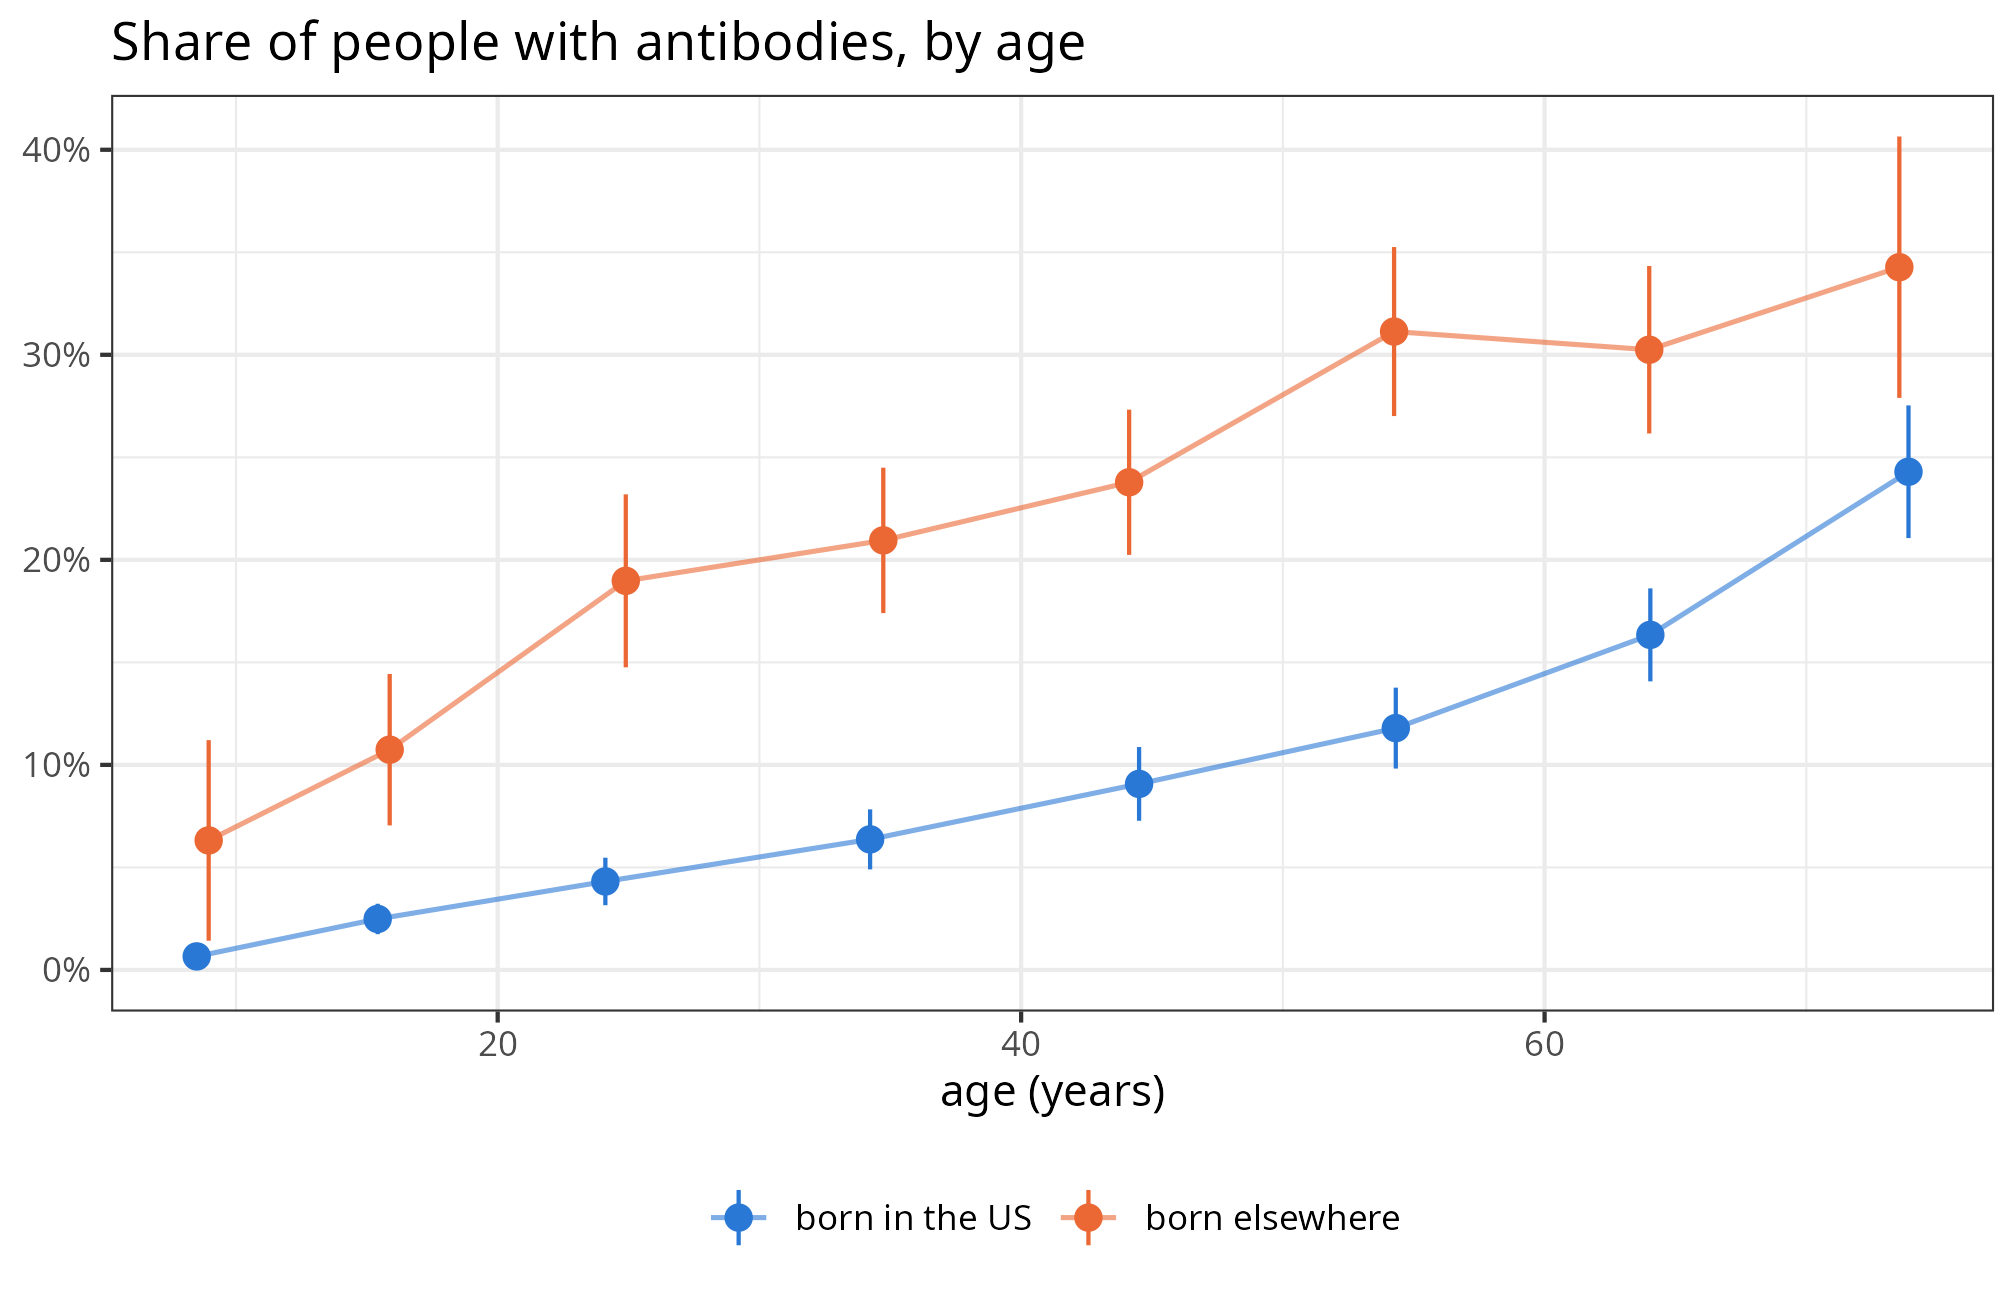 Share of people with antibodies, by age
40%
30%
20%
10%
0%
20 40 60
age (years)
born in the US born elsewhere